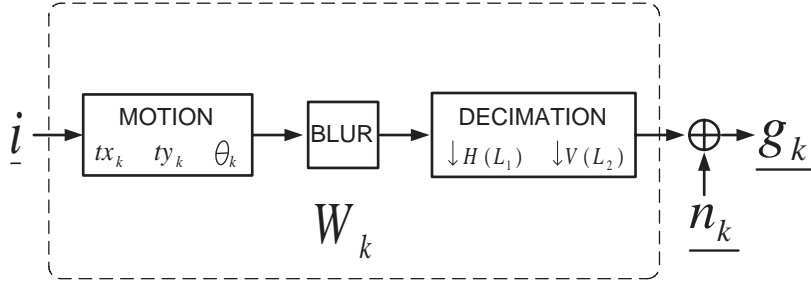 i
MOTION
tx_k ty_k θ_k
BLUR
DECIMATION
↓H(L_1) ↓V(L_2)
g_k
W_k
n_k